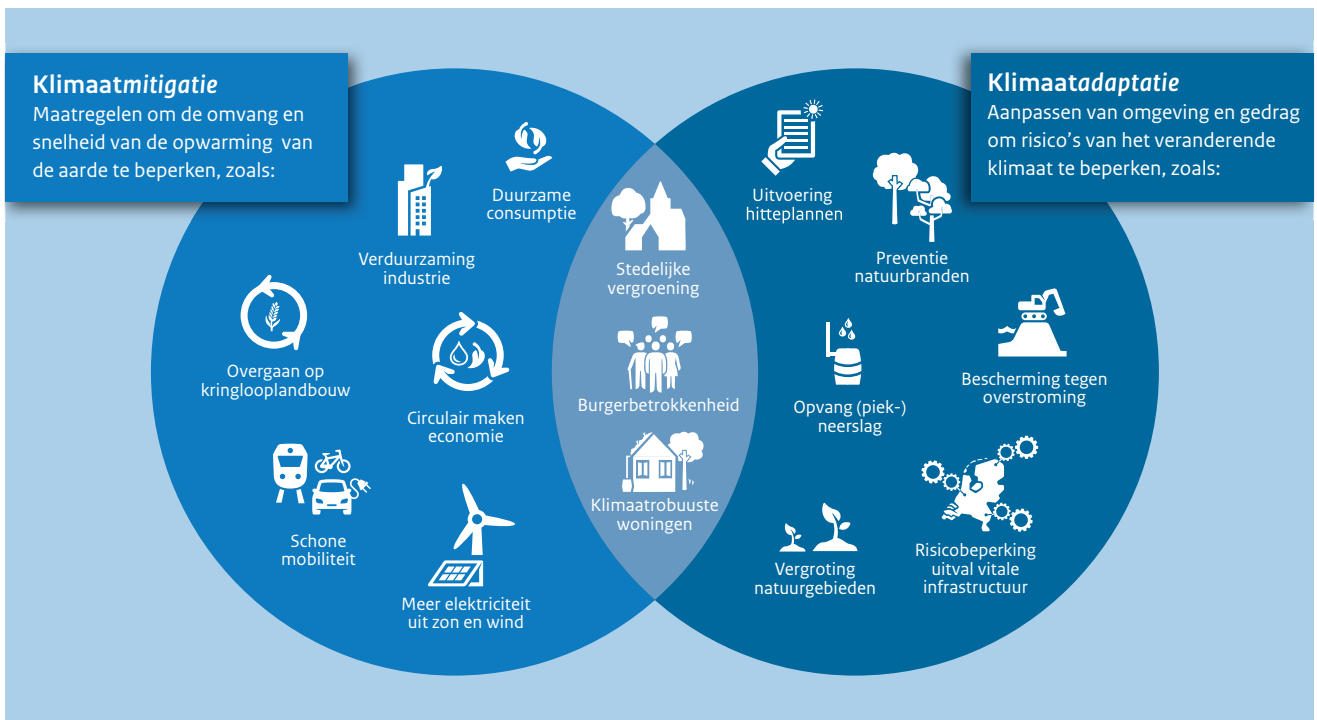 Klimaatmitigatie
Maatregelen om de omvang en
snelheid van de opwarming van
de aarde te beperken, zoals:
Duurzame
consumptie
Verduurzaming
industrie
Overgaan op
kringlooplandbouw
Circulair maken
economie
Schone
mobiliteit
Meer elektriciteit
uit zon en wind
Stedelijke
vergroening
Burgerbetrokkenheid
Klimaatrobuuste
woningen
Klimaatadaptatie
Aanpassen van omgeving en gedrag
om risico's van het veranderende
klimaat te beperken, zoals:
Uitvoering
hitteplannen
Preventie
natuurbranden
Opvang (piek-)
neerslag
Bescherming tegen
overstroming
Vergroting
natuurgebieden
Risicobeperking
uitval vitale
infrastructuur